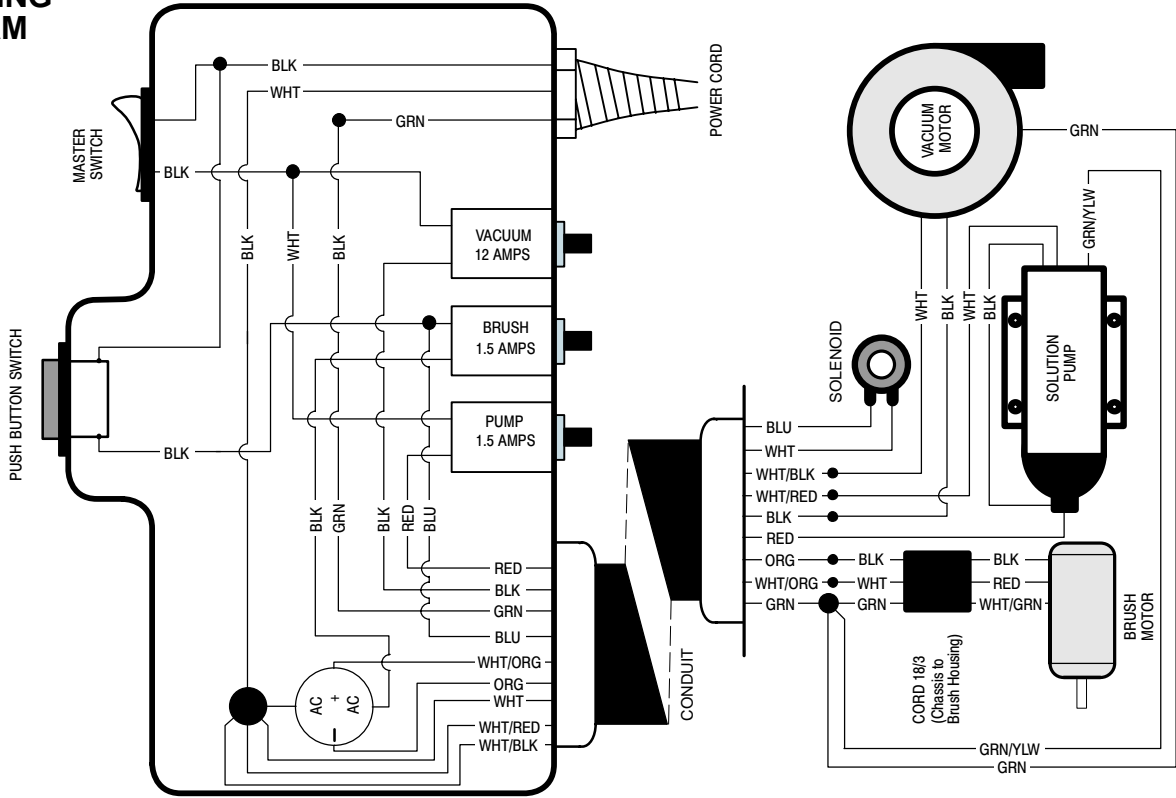 ING
AM
BLK
WHT
GRN
POWER CORD
MASTER
SWITCH
BLK
BLK
WHT
BLK
VACUUM
12 AMPS
BRUSH
1.5 AMPS
PUMP
1.5 AMPS
PUSH BUTTON SWITCH
BLK
BLK
GRN
BLK
RED
BLU
RED
BLK
GRN
BLU
WHT/ORG
ORG
WHT
WHT/RED
WHT/BLK
AC
+
AC
–
CONDUIT
VACUUM
MOTOR
GRN
GRN/YLW
WHT
BLK
WHT
BLK
SOLENOID
SOLUTION
PUMP
BLU
WHT
WHT/BLK
WHT/RED
BLK
RED
ORG
BLK
BLK
WHT/ORG
WHT
RED
GRN
GRN
WHT/GRN
BRUSH
MOTOR
CORD 18/3
(Chassis to
Brush Housing)
GRN/YLW
GRN